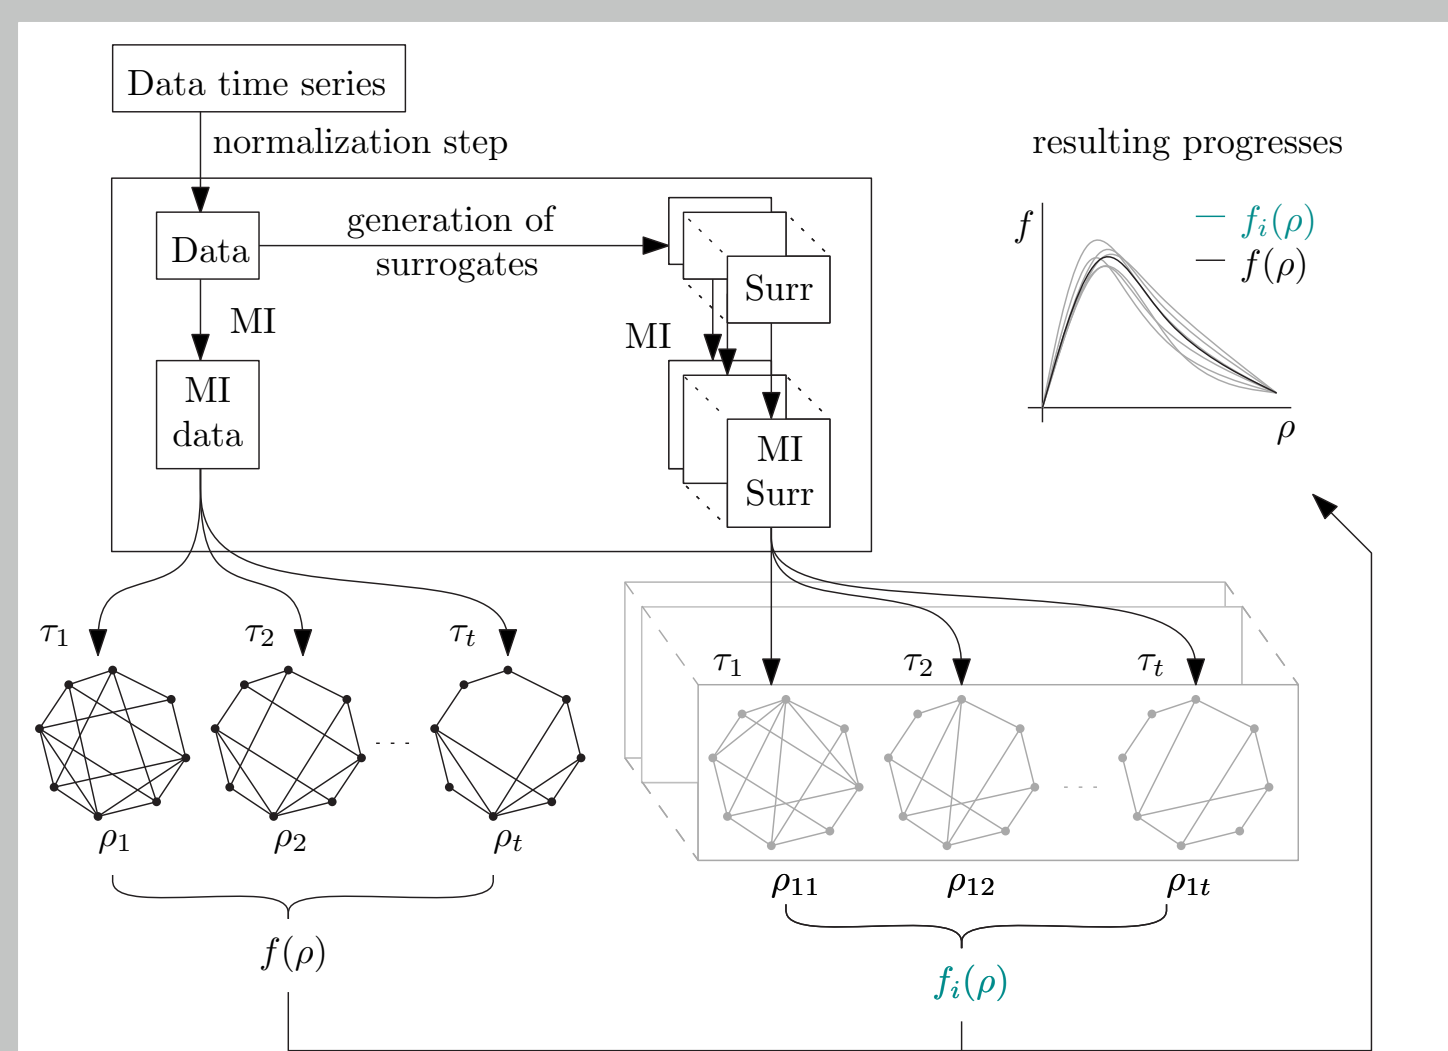 Data time series
normalization step
resulting progresses
Data
generation of
surrogates
Surr
MI
MI
MI
data
MI
Surr
f
— fᵢ(ρ)
— f(ρ)
ρ
τ₁
τ₂
τₜ
ρ₁
ρ₂
· · ·
ρₜ
f(ρ)
τ₁
τ₂
τₜ
· · ·
ρ₁₁
ρ₁₂
ρ₁ₜ
fᵢ(ρ)